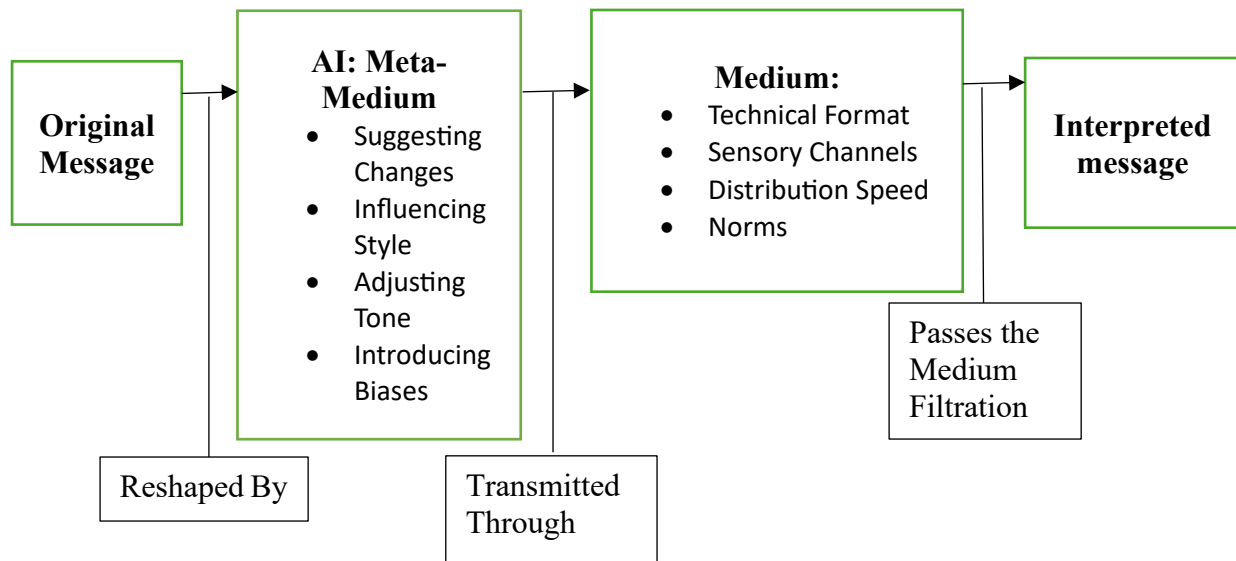 Original
Message
AI: Meta-
Medium
• Suggesting
Changes
• Influencing
Style
• Adjusting
Tone
• Introducing
Biases
Medium:
• Technical Format
• Sensory Channels
• Distribution Speed
• Norms
Interpreted
message
Reshaped By
Transmitted
Through
Passes the
Medium
Filtration